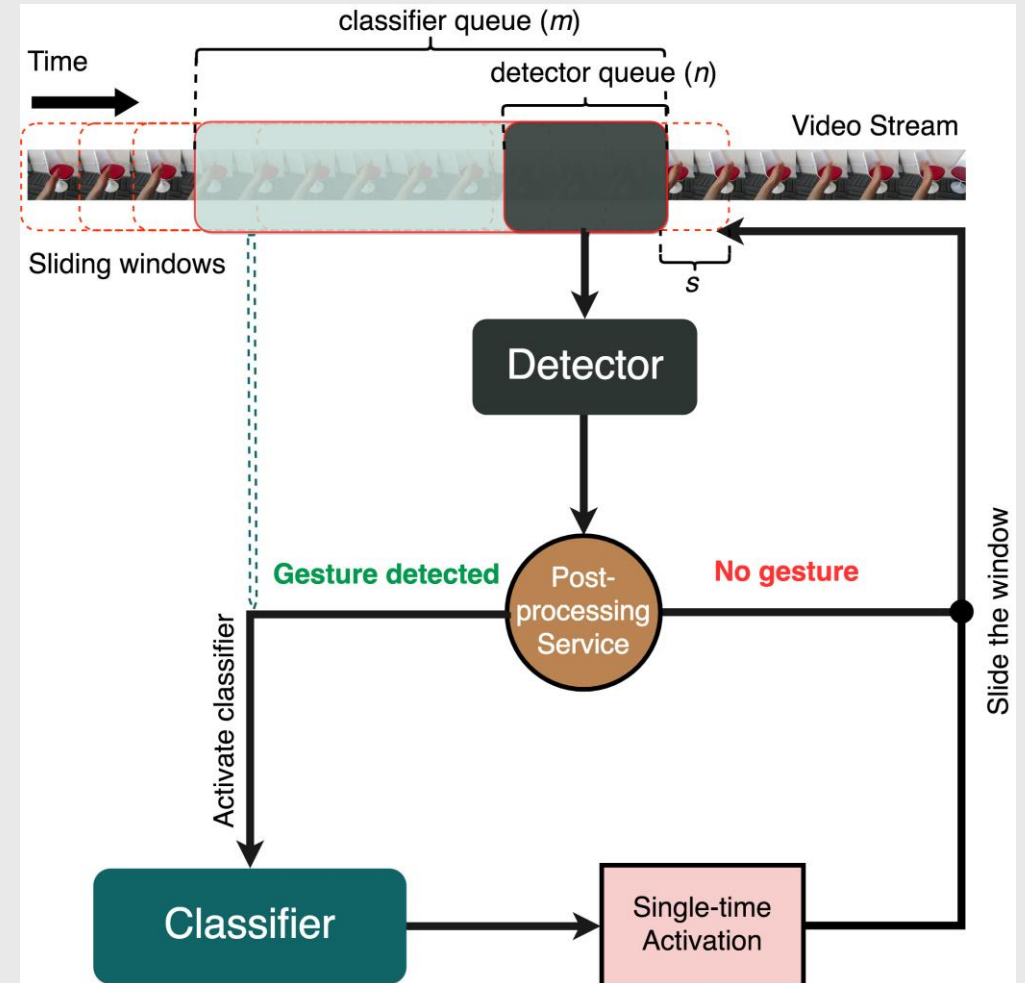 classifier queue (m)
Time
detector queue (n)
Video Stream
Sliding windows
s
Detector
Gesture detected
Post-
processing
Service
No gesture
Activate classifier
Slide the window
Classifier
Single-time
Activation